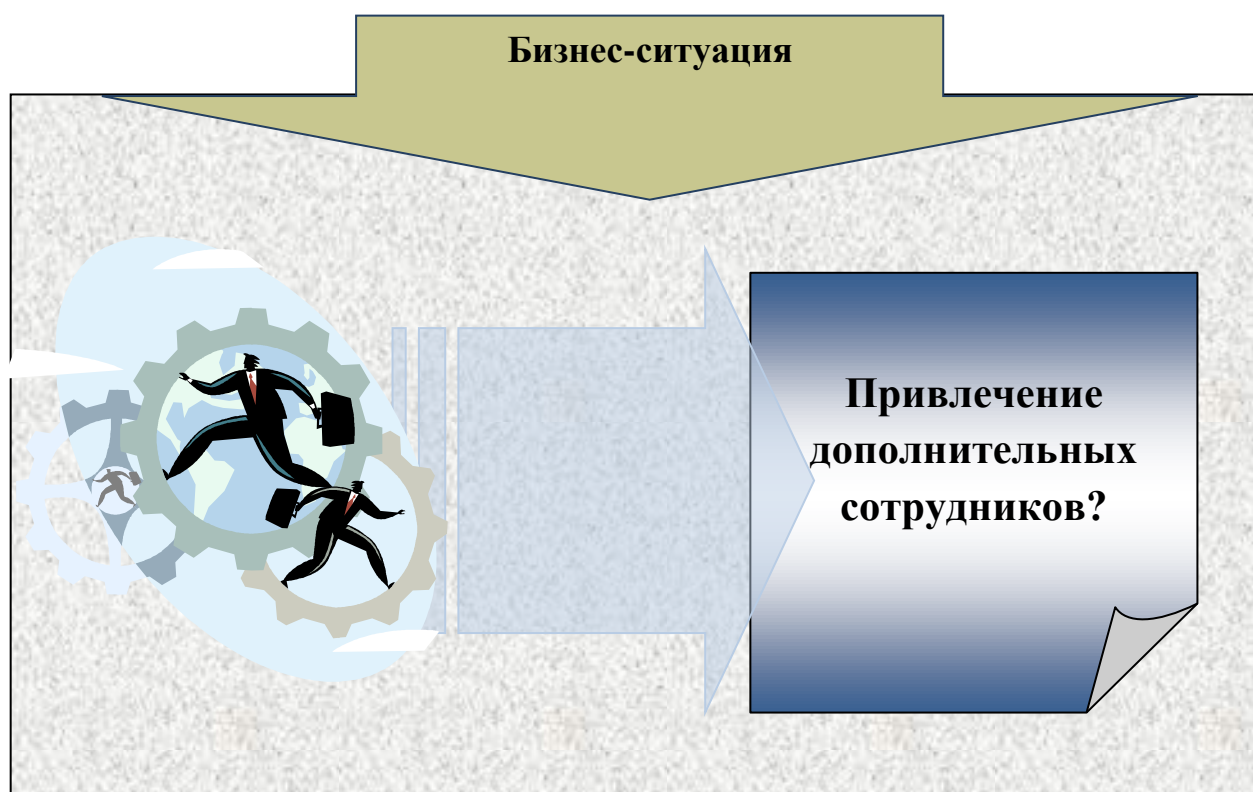 Бизнес-ситуация
Привлечение
дополнительных
сотрудников?